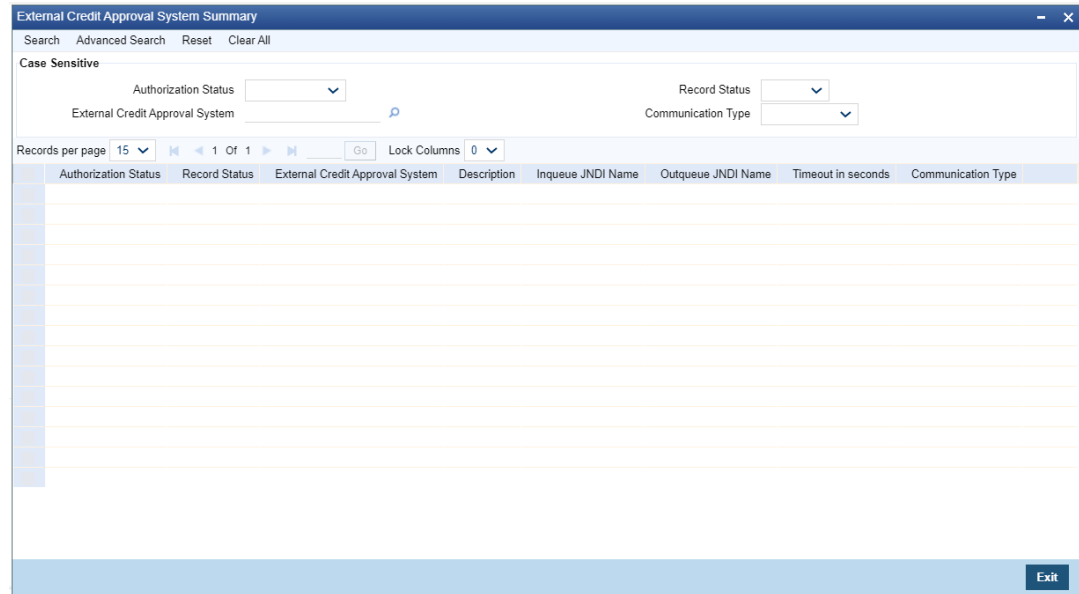 External Credit Approval System Summary
Search Advanced Search Reset Clear All
Case Sensitive
Authorization Status Record Status
External Credit Approval System Communication Type
Records per page 15 1 Of 1 Go Lock Columns 0
Authorization Status Record Status External Credit Approval System Description Inqueue JNDI Name Outqueue JNDI Name Timeout in seconds Communication Type
Exit